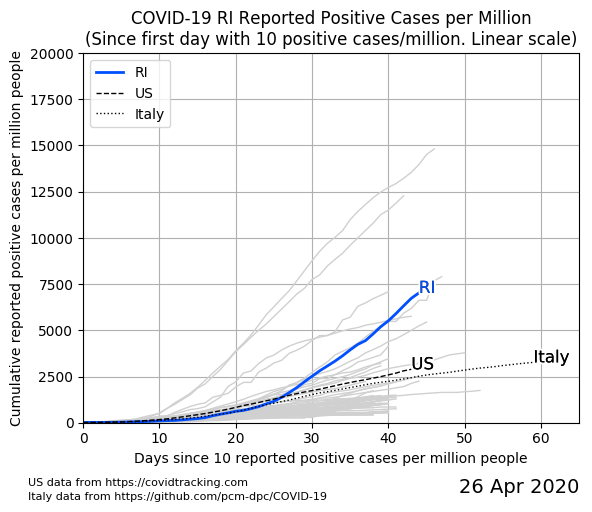 COVID-19 RI Reported Positive Cases per Million
(Since first day with 10 positive cases/million. Linear scale)
Cumulative reported positive cases per million people
20000
17500
15000
12500
10000
7500
5000
2500
0
RI
US
Italy
RI
US
Italy
0 10 20 30 40 50 60
Days since 10 reported positive cases per million people
US data from https://covidtracking.com
Italy data from https://github.com/pcm-dpc/COVID-19
26 Apr 2020